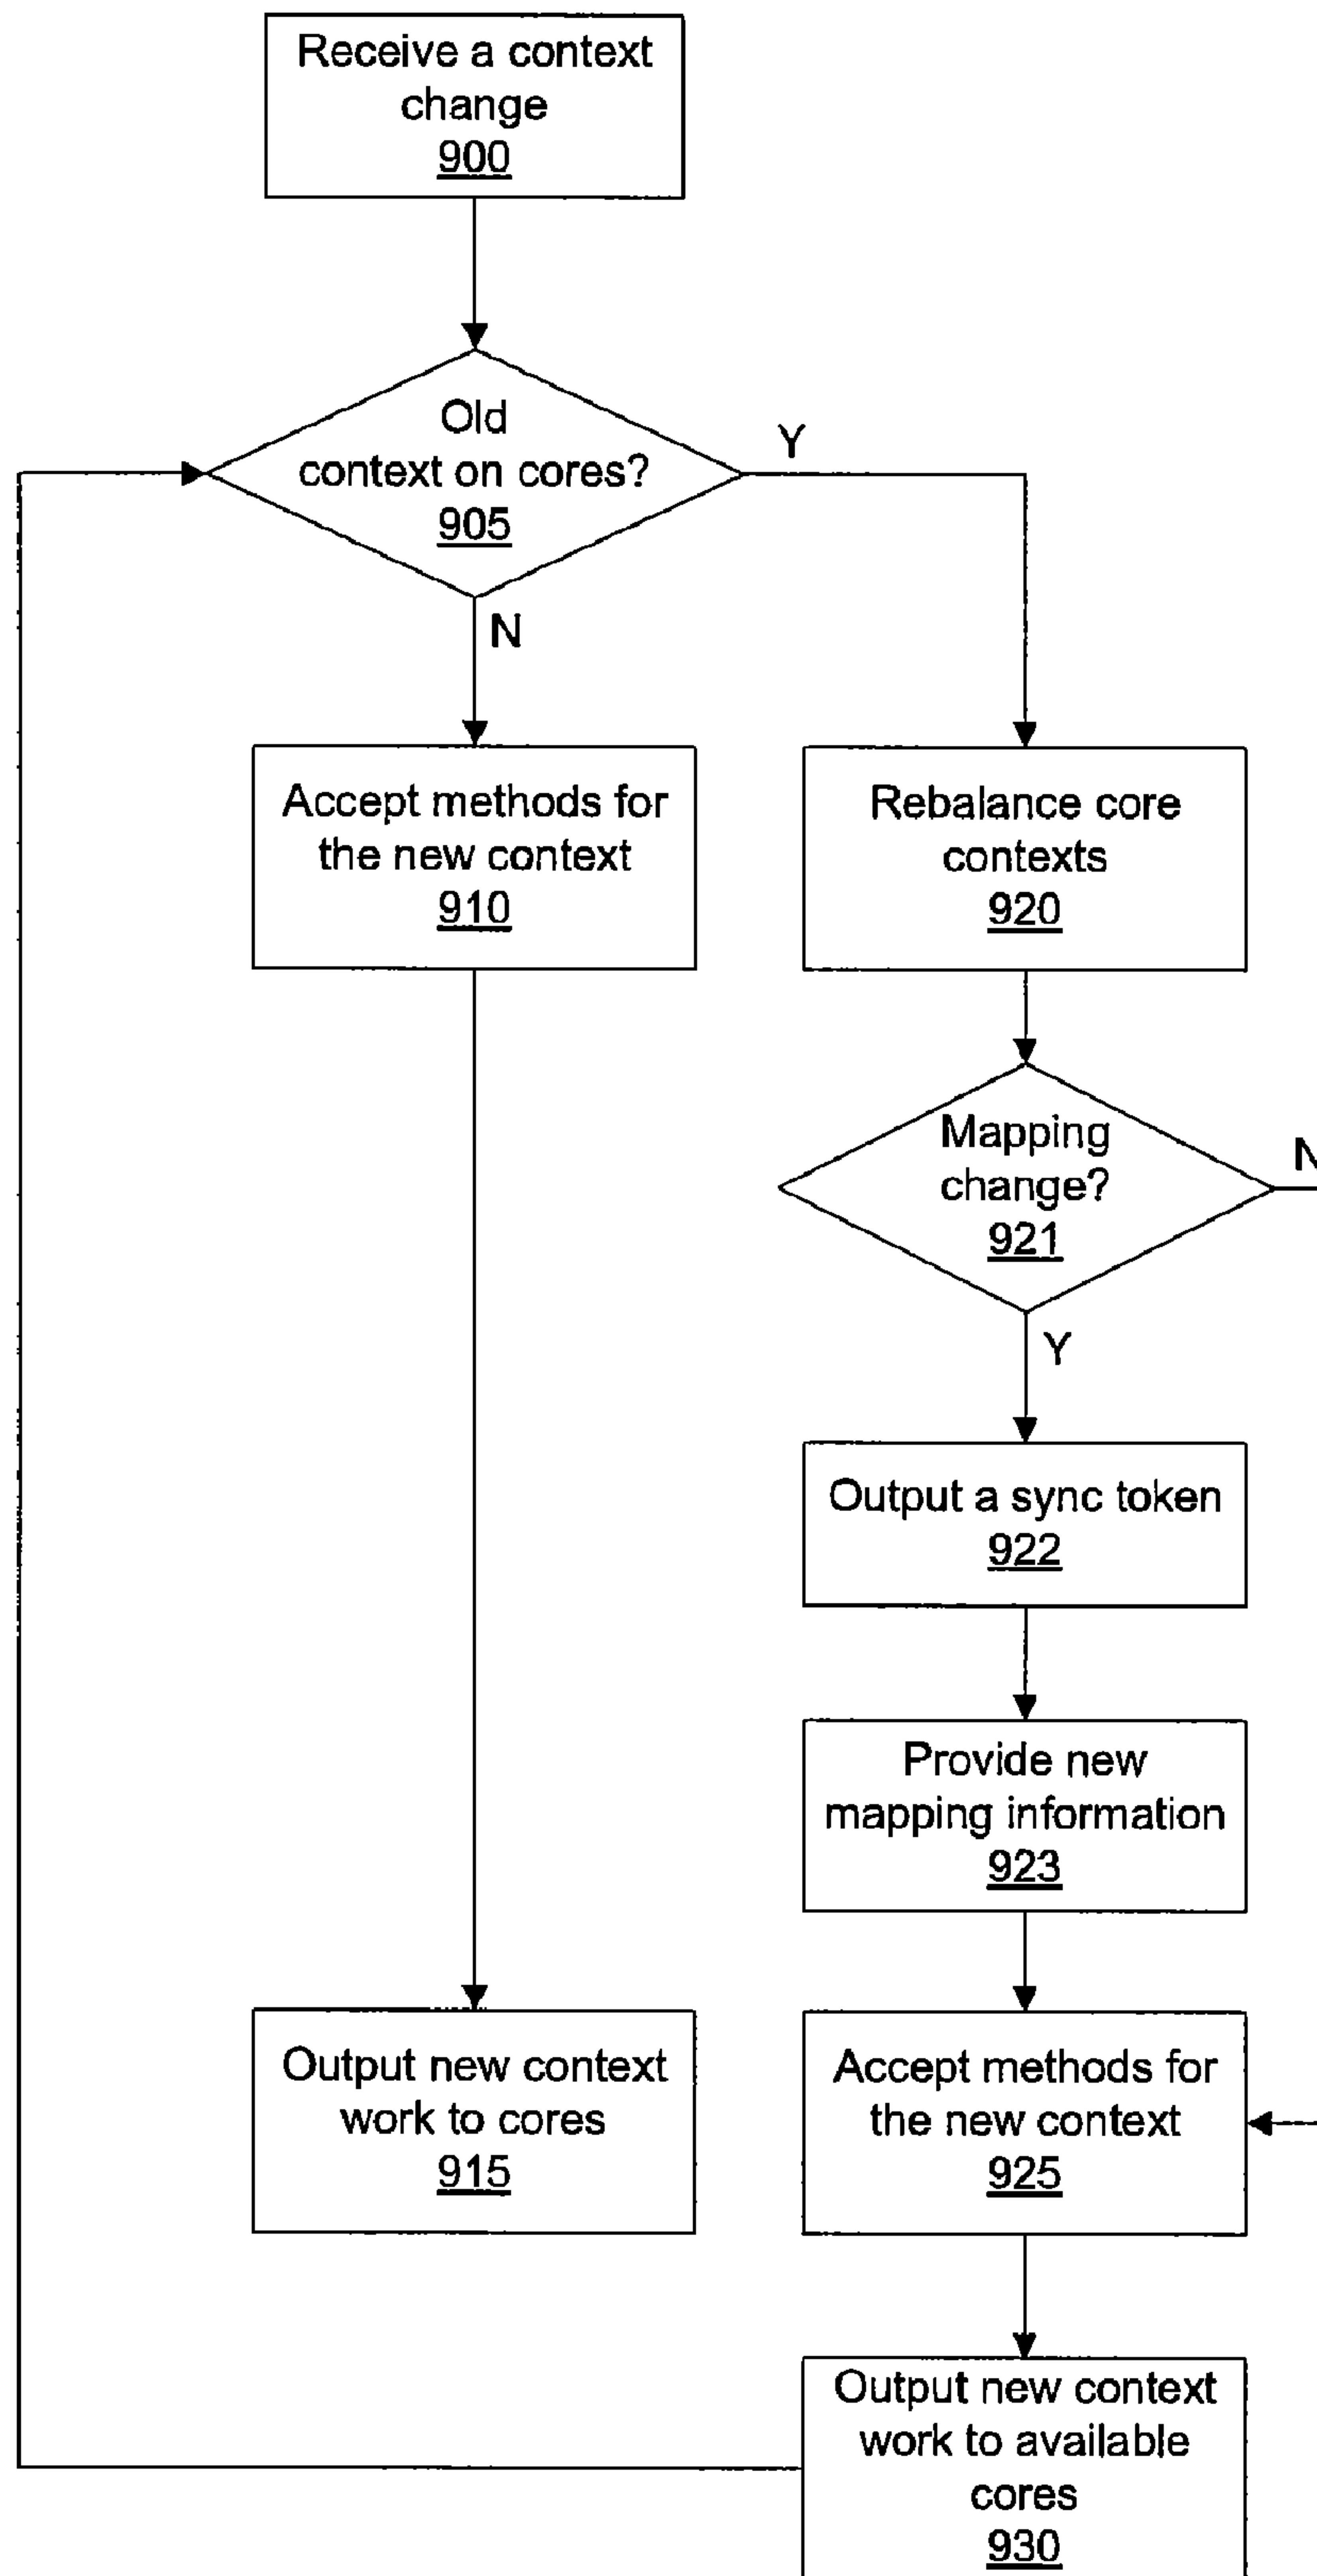 Receive a context
change
900
Old
context on cores?
905
Y
N
Accept methods for
the new context
910
Rebalance core
contexts
920
Mapping
change?
921
N
Y
Output a sync token
922
Provide new
mapping information
923
Output new context
work to cores
915
Accept methods for
the new context
925
Output new context
work to available
cores
930